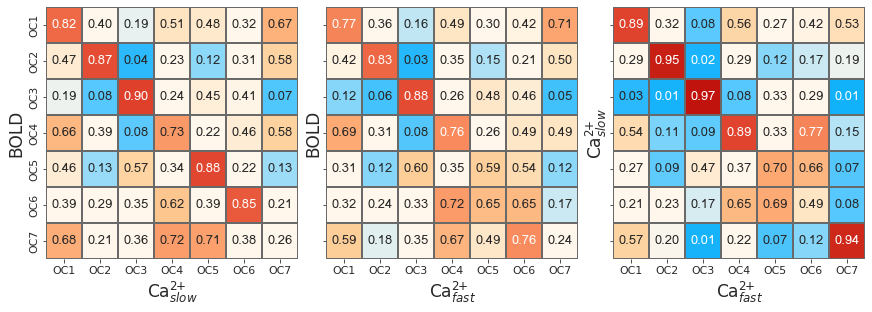 OC1 0.82 0.40 0.19 0.51 0.48 0.32 0.67
OC2 0.47 0.87 0.04 0.23 0.12 0.31 0.58
OC3 0.19 0.08 0.90 0.24 0.45 0.41 0.07
OC4 0.66 0.39 0.08 0.73 0.22 0.46 0.58
OC5 0.46 0.13 0.57 0.34 0.88 0.22 0.13
OC6 0.39 0.29 0.35 0.62 0.39 0.85 0.21
OC7 0.68 0.21 0.36 0.72 0.71 0.38 0.26
BOLD
OC1 OC2 OC3 OC4 OC5 OC6 OC7
Ca²⁺slow
0.77 0.36 0.16 0.49 0.30 0.42 0.71
0.42 0.83 0.03 0.35 0.15 0.21 0.50
0.12 0.06 0.88 0.26 0.48 0.46 0.05
0.69 0.31 0.08 0.76 0.26 0.49 0.49
0.31 0.12 0.60 0.35 0.59 0.54 0.12
0.32 0.24 0.33 0.72 0.65 0.65 0.17
0.59 0.18 0.35 0.67 0.49 0.76 0.24
BOLD
OC1 OC2 OC3 OC4 OC5 OC6 OC7
Ca²⁺fast
0.89 0.32 0.08 0.56 0.27 0.42 0.53
0.29 0.95 0.02 0.29 0.12 0.17 0.19
0.03 0.01 0.97 0.08 0.33 0.29 0.01
0.54 0.11 0.09 0.89 0.33 0.77 0.15
0.27 0.09 0.47 0.37 0.70 0.66 0.07
0.21 0.23 0.17 0.65 0.69 0.49 0.08
0.57 0.20 0.01 0.22 0.07 0.12 0.94
Ca²⁺slow
OC1 OC2 OC3 OC4 OC5 OC6 OC7
Ca²⁺fast